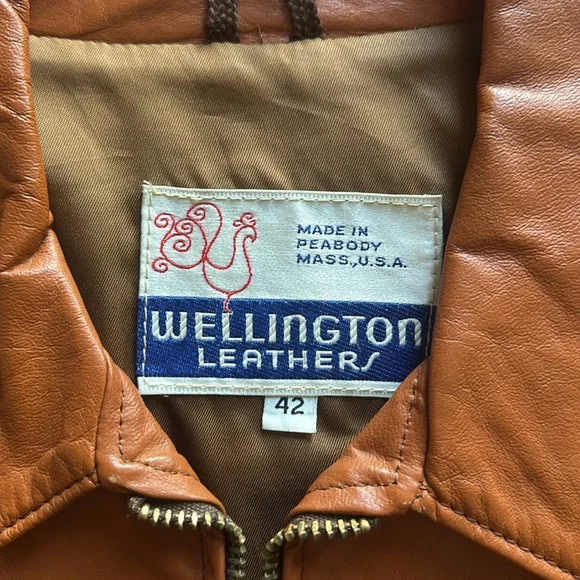 MADE IN
PEABODY
MASS., U.S.A.
WELLINGTON
LEATHERS
42